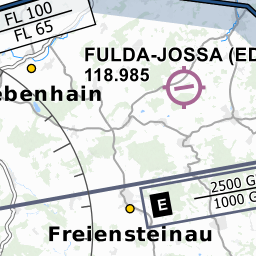 FL 100
FL 65
FULDA-JOSSA (ED
118.985
ebenhain
E
2500 G
1000 G
Freiensteinau